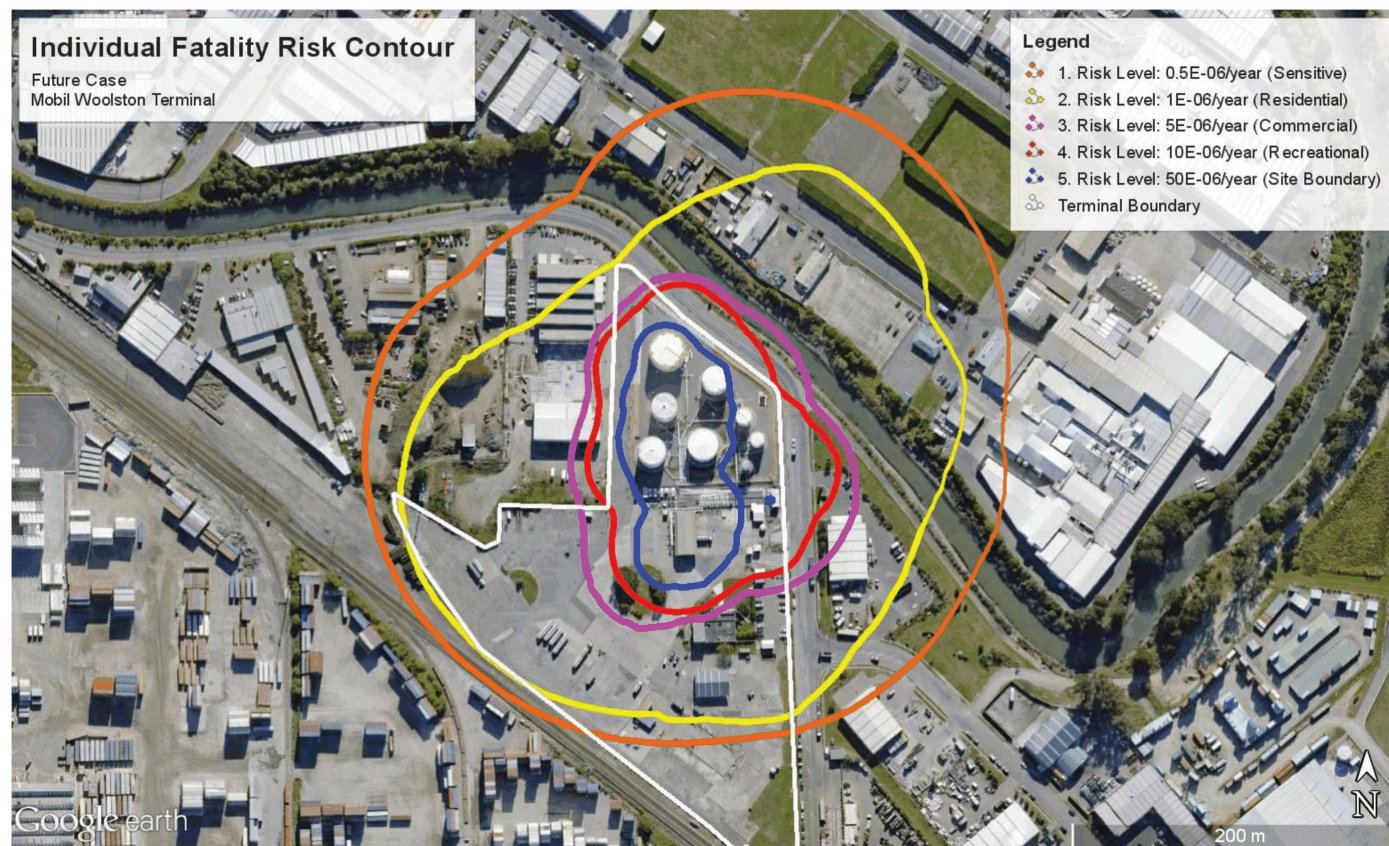 Individual Fatality Risk Contour
Future Case
Mobil Woolston Terminal
Legend
1. Risk Level: 0.5E-06/year (Sensitive)
2. Risk Level: 1E-06/year (Residential)
3. Risk Level: 5E-06/year (Commercial)
4. Risk Level: 10E-06/year (Recreational)
5. Risk Level: 50E-06/year (Site Boundary)
Terminal Boundary
Google earth
N
200 m